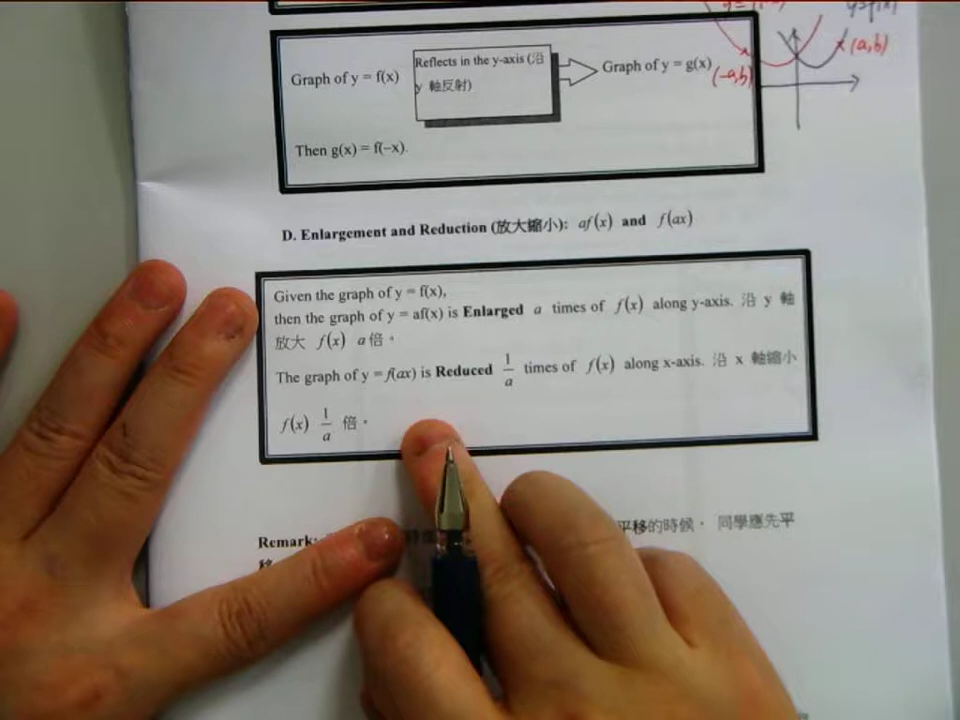 y=f(x)
(a,b)
(-a,b)
Graph of y = f(x)
Reflects in the y-axis (沿
y 軸反射)
Graph of y = g(x)
Then g(x) = f(-x).
D. Enlargement and Reduction (放大縮小): af(x) and f(ax)
Given the graph of y = f(x),
then the graph of y = af(x) is Enlarged a times of f(x) along y-axis. 沿 y 軸
放大 f(x) a 倍。
The graph of y = f(ax) is Reduced 1/a times of f(x) along x-axis. 沿 x 軸縮小
f(x) 1/a 倍。
Remark: 平移的時候， 同學應先平